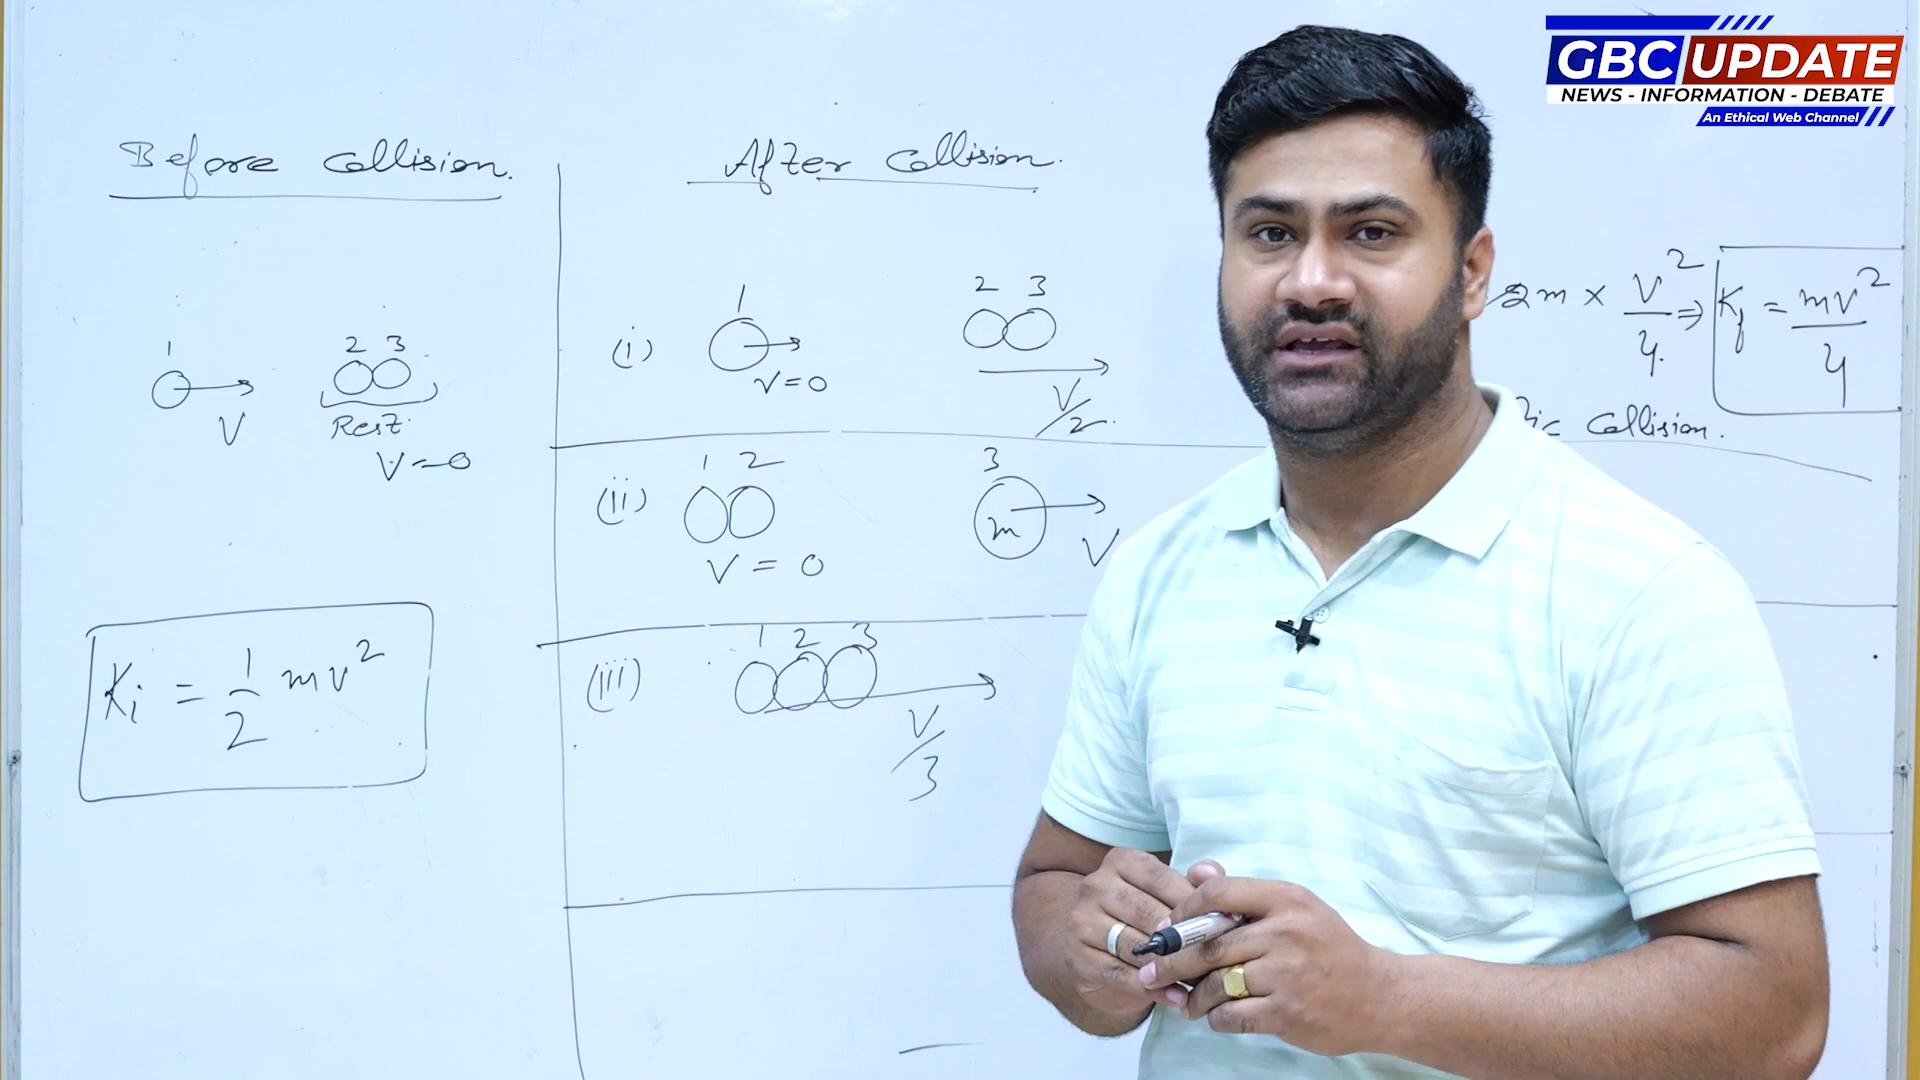 GBC UPDATE
NEWS - INFORMATION - DEBATE
An Ethical Web Channel
Before Collision.
After Collision.
1
V
2 3
Rest.
V=0
Ki = 1/2 mv²
(i)
1
V=0
2 3
V/2.
2m × V²/4. ⇒ Kf = mv²/4
Collision.
(ii)
1 2
V = 0
3
m
V
(iii)
1 2 3
V/3